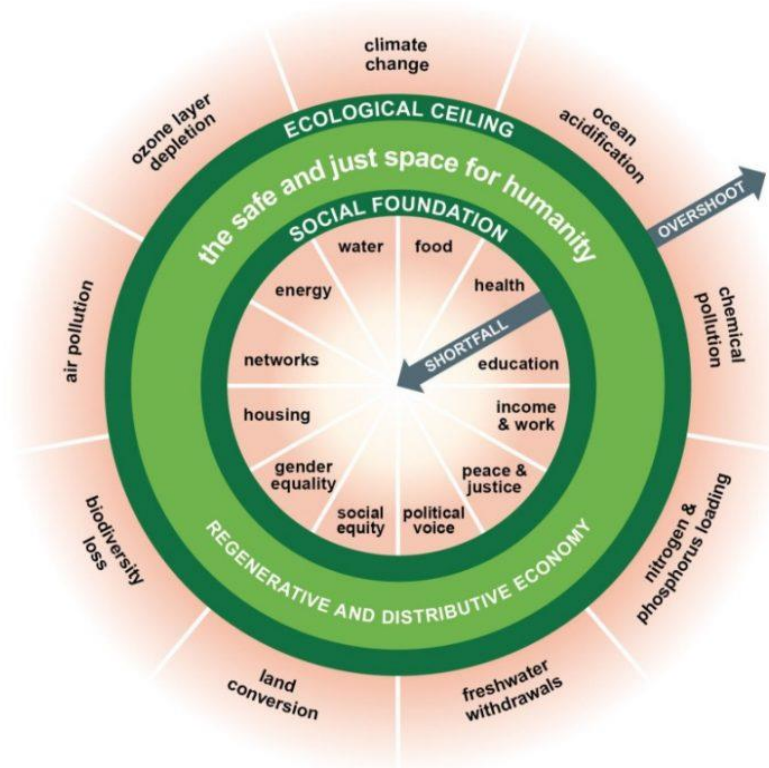 climate
change
ocean
acidification
chemical
pollution
nitrogen &
phosphorus loading
freshwater
withdrawals
land
conversion
biodiversity
loss
air pollution
ozone layer
depletion
OVERSHOOT
ECOLOGICAL CEILING
the safe and just space for humanity
SOCIAL FOUNDATION
water
food
health
SHORTFALL
education
income
& work
peace &
justice
political
voice
social
equity
gender
equality
housing
networks
energy
REGENERATIVE AND DISTRIBUTIVE ECONOMY